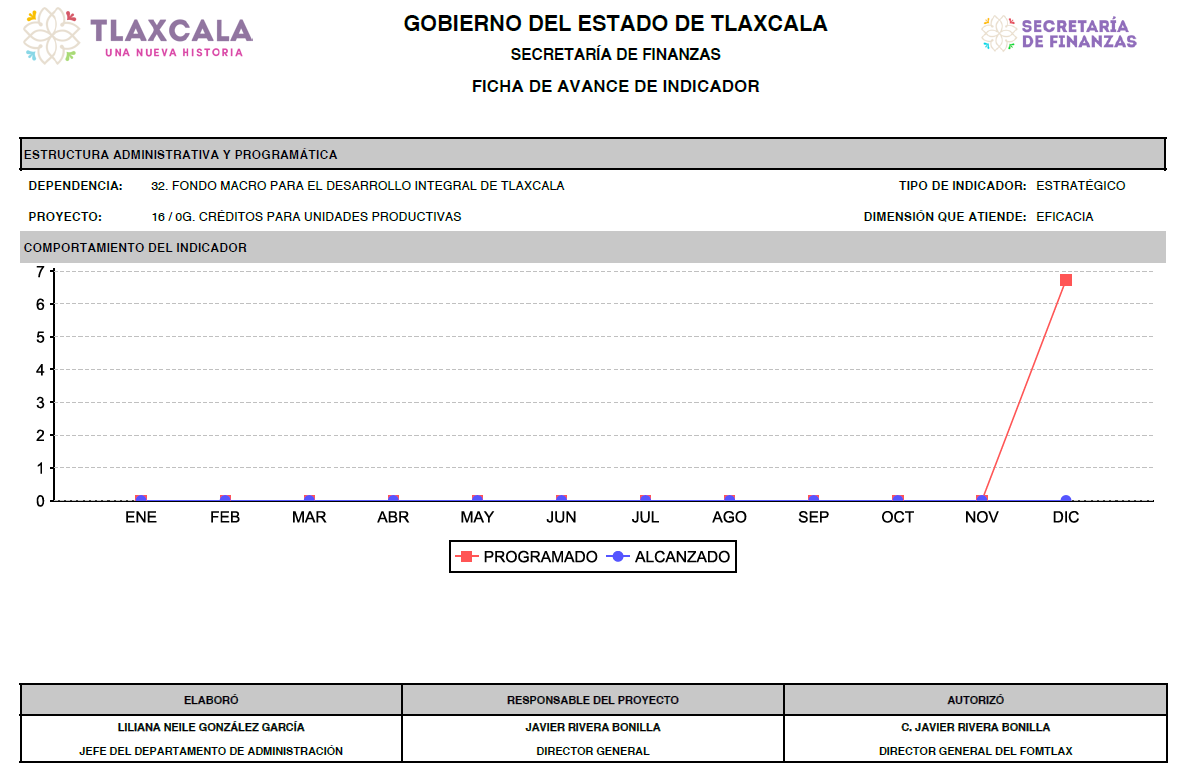 TLAXCALA
UNA NUEVA HISTORIA
GOBIERNO DEL ESTADO DE TLAXCALA
SECRETARÍA DE FINANZAS
FICHA DE AVANCE DE INDICADOR
SECRETARÍA
DE FINANZAS
ESTRUCTURA ADMINISTRATIVA Y PROGRAMÁTICA
DEPENDENCIA: 32. FONDO MACRO PARA EL DESARROLLO INTEGRAL DE TLAXCALA TIPO DE INDICADOR: ESTRATÉGICO
PROYECTO: 16 / 0G. CRÉDITOS PARA UNIDADES PRODUCTIVAS DIMENSIÓN QUE ATIENDE: EFICACIA
COMPORTAMIENTO DEL INDICADOR
7
6
5
4
3
2
1
0
ENE FEB MAR ABR MAY JUN JUL AGO SEP OCT NOV DIC
PROGRAMADO ALCANZADO
ELABORÓ RESPONSABLE DEL PROYECTO AUTORIZÓ
LILIANA NEILE GONZÁLEZ GARCÍA JAVIER RIVERA BONILLA C. JAVIER RIVERA BONILLA
JEFE DEL DEPARTAMENTO DE ADMINISTRACIÓN DIRECTOR GENERAL DIRECTOR GENERAL DEL FOMTLAX